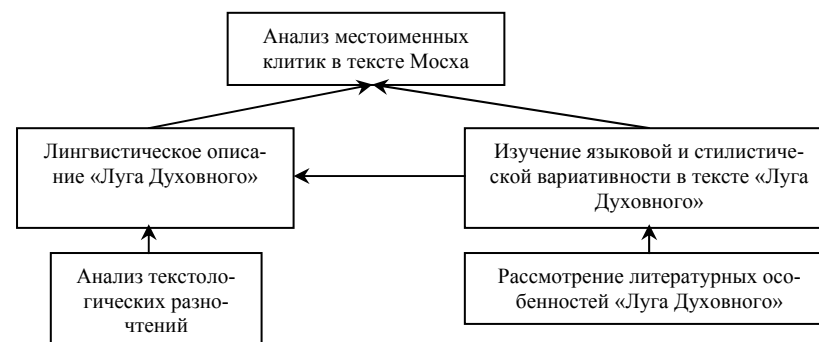 Анализ местоименных
клитик в тексте Мосха
Лингвистическое описа-
ние «Луга Духовного»
Изучение языковой и стилистиче-
ской вариативности в тексте «Луга
Духовного»
Анализ текстоло-
гических разно-
чтений
Рассмотрение литературных осо-
бенностей «Луга Духовного»